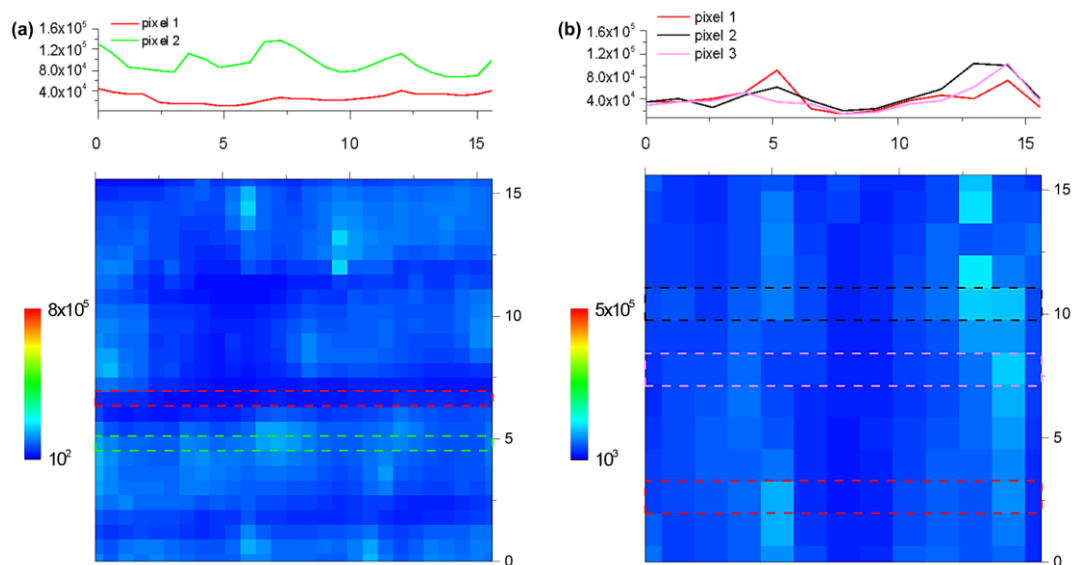 (a)
pixel 1
pixel 2
1.6x10⁵
1.2x10⁵
8.0x10⁴
4.0x10⁴
0 5 10 15
8x10⁵
10²
15
10
5
0
(b)
pixel 1
pixel 2
pixel 3
1.6x10⁵
1.2x10⁵
8.0x10⁴
4.0x10⁴
0 5 10 15
5x10⁵
10³
15
10
5
0